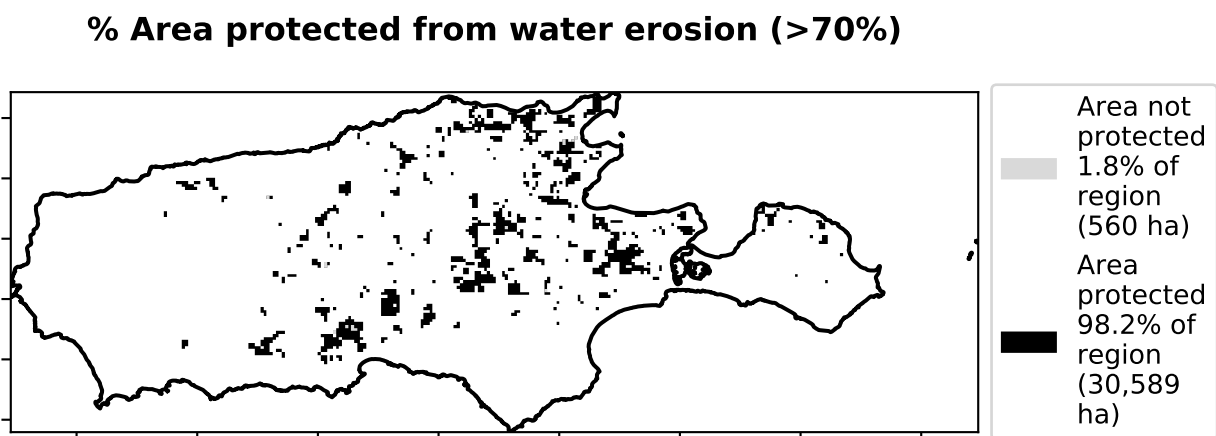 % Area protected from water erosion (>70%)
Area not
protected
1.8% of
region
(560 ha)
Area
protected
98.2% of
region
(30,589
ha)